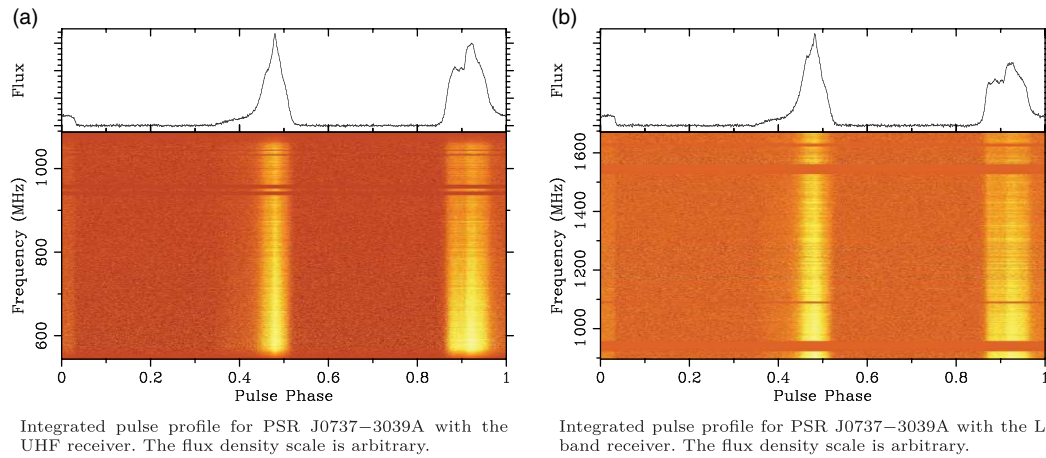 (a)
Flux
Frequency (MHz)
1000
800
600
0 0.2 0.4 0.6 0.8 1
Pulse Phase
Integrated pulse profile for PSR J0737−3039A with the
UHF receiver. The flux density scale is arbitrary.
(b)
Flux
Frequency (MHz)
1600
1400
1200
1000
0 0.2 0.4 0.6 0.8 1
Pulse Phase
Integrated pulse profile for PSR J0737−3039A with the L
band receiver. The flux density scale is arbitrary.